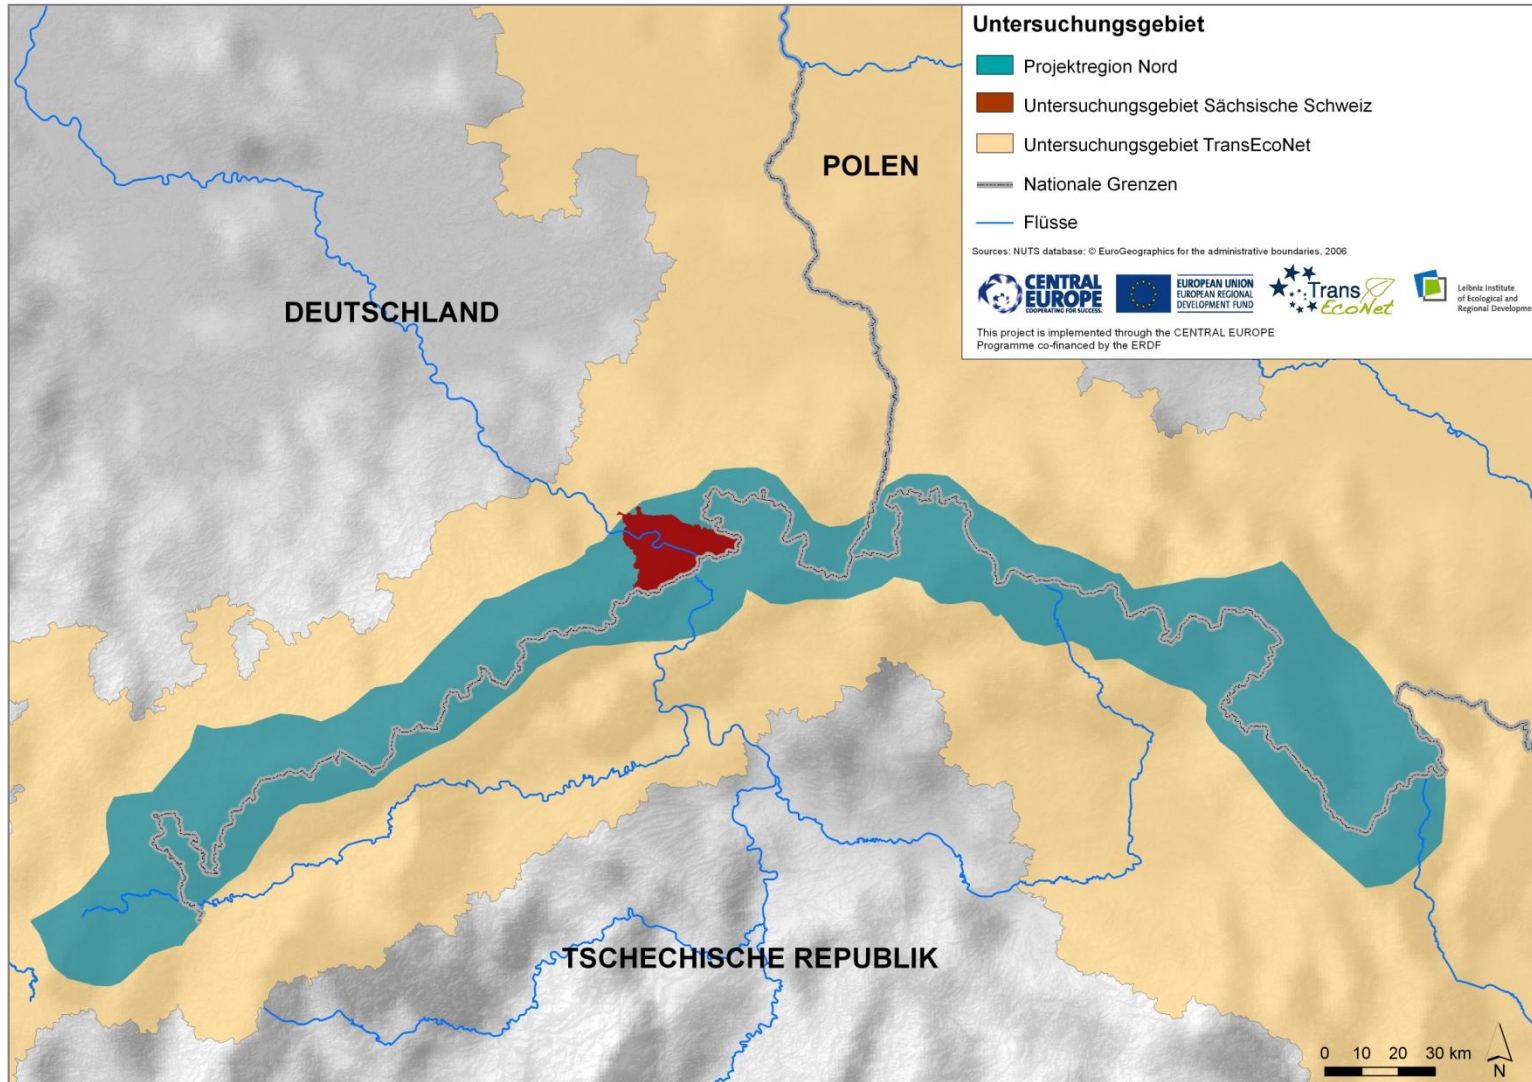 Untersuchungsgebiet
Projektregion Nord
Untersuchungsgebiet Sächsische Schweiz
Untersuchungsgebiet TransEcoNet
Nationale Grenzen
Flüsse
Sources: NUTS database: © EuroGeographics for the administrative boundaries, 2006
CENTRAL
EUROPE
COOPERATING FOR SUCCESS.
EUROPEAN UNION
EUROPEAN REGIONAL
DEVELOPMENT FUND
Trans
EcoNet
Leibniz Institute
of Ecological and
Regional Developme
This project is implemented through the CENTRAL EUROPE
Programme co-financed by the ERDF
POLEN
DEUTSCHLAND
TSCHECHISCHE REPUBLIK
0 10 20 30 km
N